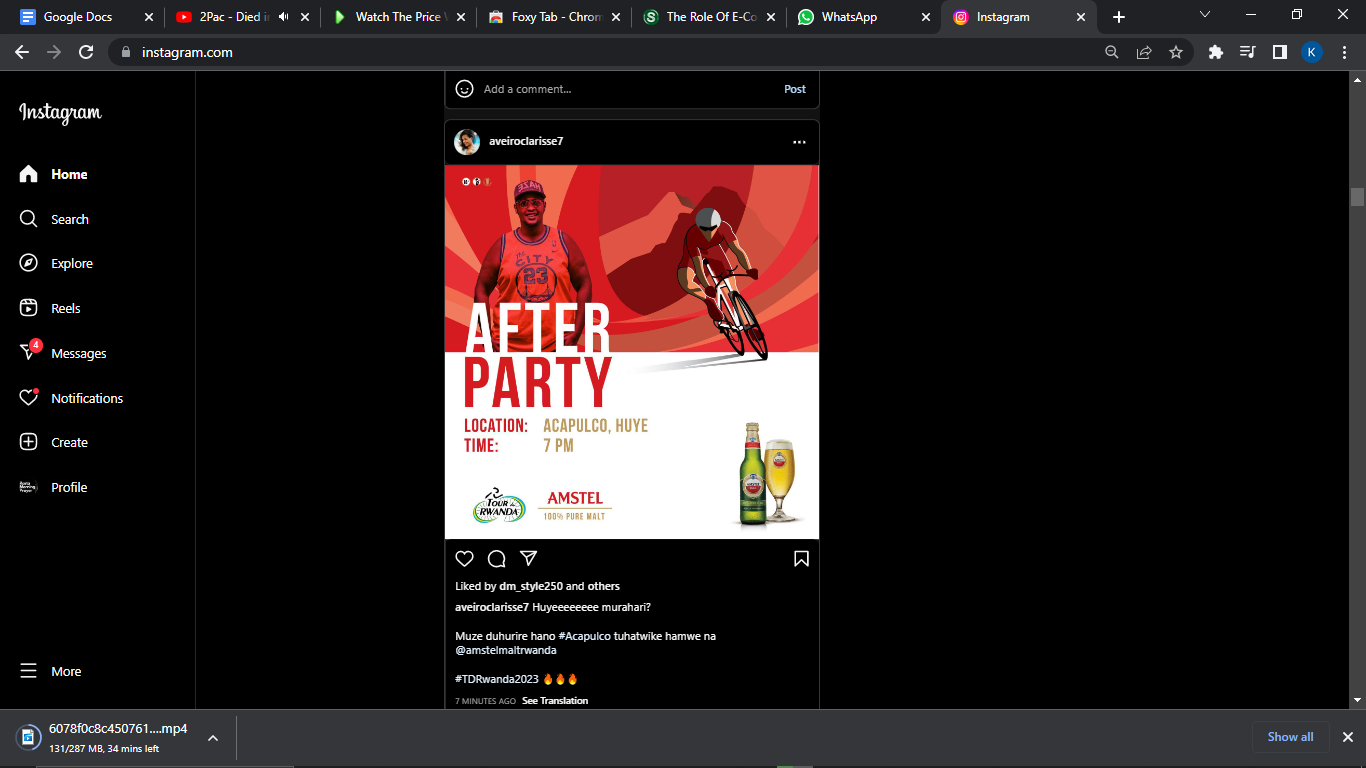 Google Docs
2Pac - Died i
Watch The Price
Foxy Tab - Chrom
The Role Of E-Co
WhatsApp
Instagram
instagram.com
K
Instagram
Home
Search
Explore
Reels
4
Messages
Notifications
Create
Profile
More
Add a comment...
Post
aveiroclarisse7
CITY
23
AFTER
PARTY
LOCATION: ACAPULCO, HUYE
TIME: 7 PM
TOUR du
RWANDA
AMSTEL
100% PURE MALT
Liked by dm_style250 and others
aveiroclarisse7 Huyeeeeeeee murahari?
Muze duhurire hano #Acapulco tuhatwike hamwe na
@amstelmaltrwanda
#TDRwanda2023 🔥🔥🔥
7 MINUTES AGO See Translation
6078f0c8c450761....mp4
131/287 MB, 34 mins left
Show all